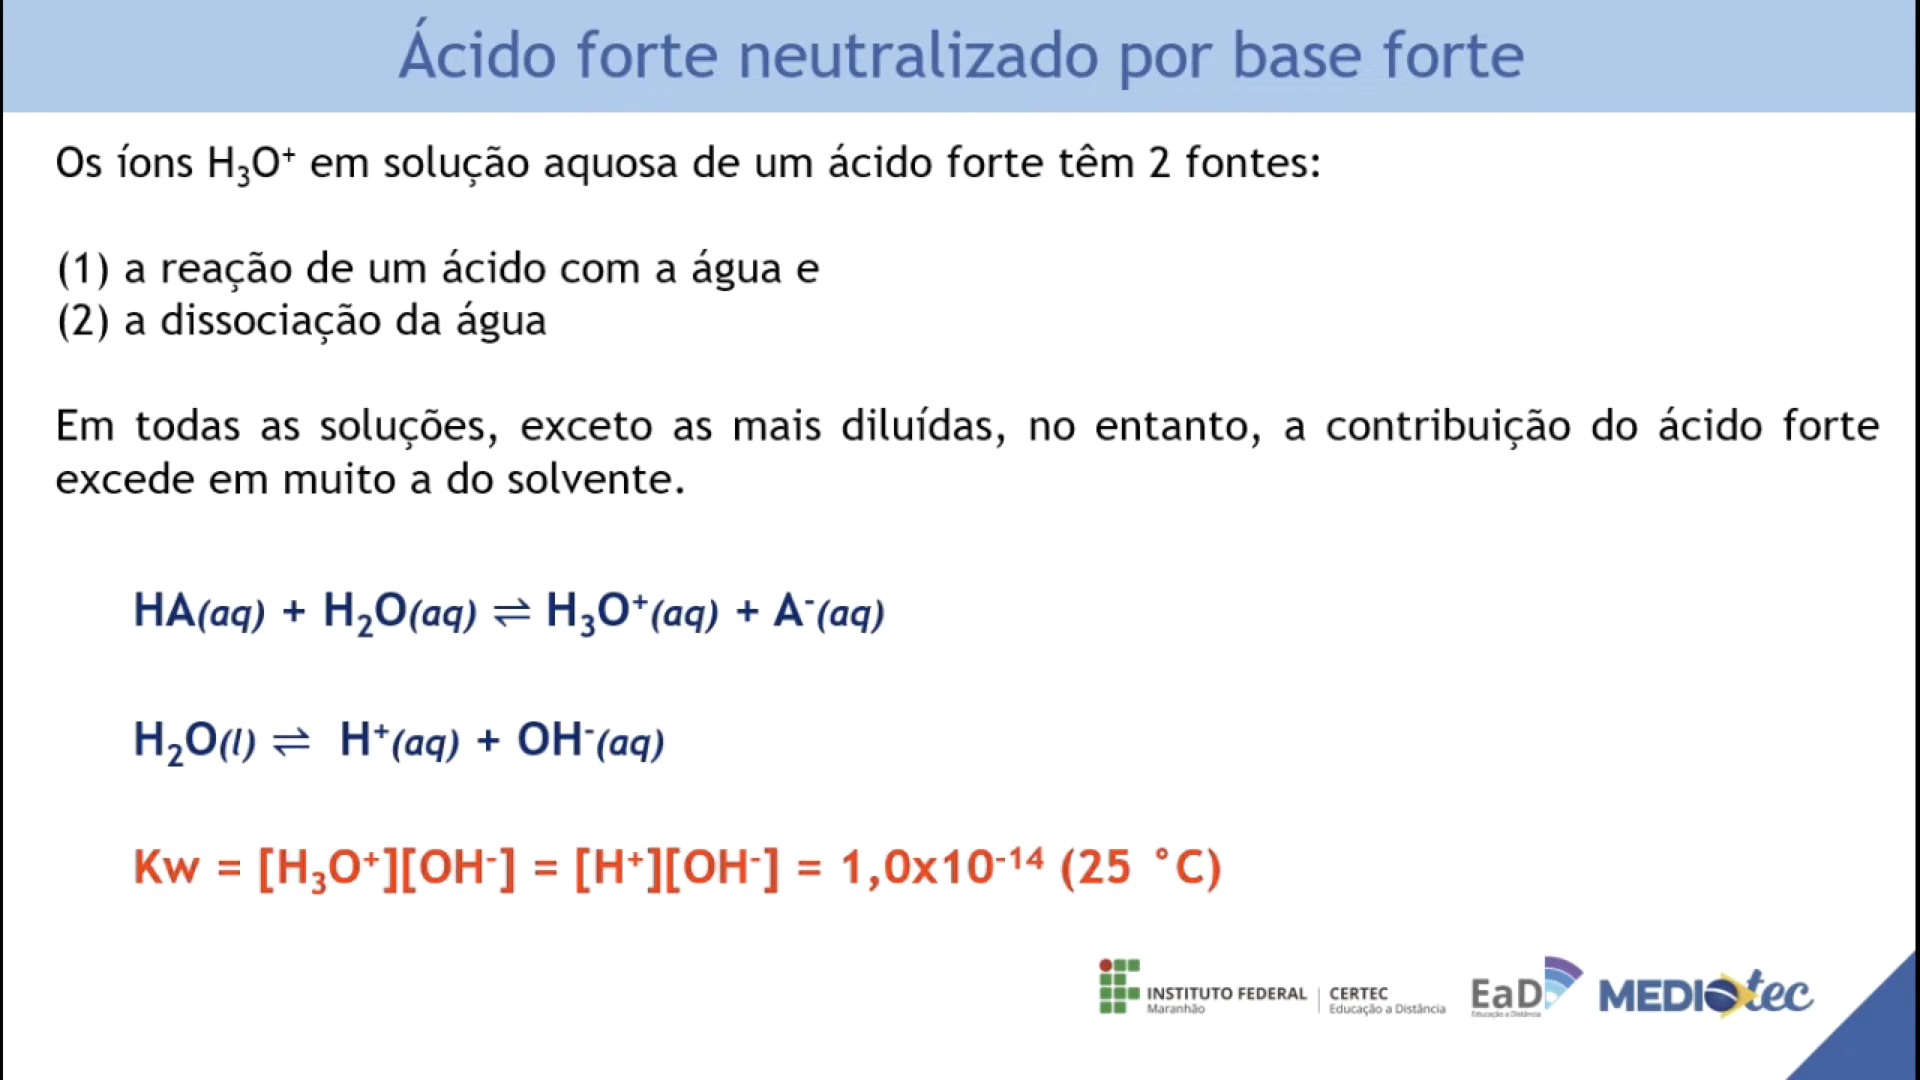 Ácido forte neutralizado por base forte
Os íons H₃O⁺ em solução aquosa de um ácido forte têm 2 fontes:
(1) a reação de um ácido com a água e
(2) a dissociação da água
Em todas as soluções, exceto as mais diluídas, no entanto, a contribuição do ácido forte
excede em muito a do solvente.
HA(aq) + H₂O(aq) ⇌ H₃O⁺(aq) + A⁻(aq)
H₂O(l) ⇌ H⁺(aq) + OH⁻(aq)
Kw = [H₃O⁺][OH⁻] = [H⁺][OH⁻] = 1,0x10⁻¹⁴ (25 °C)
INSTITUTO FEDERAL
Maranhão
CERTEC
Educação a Distância
EaD
Educação a Distância
MEDIOtec